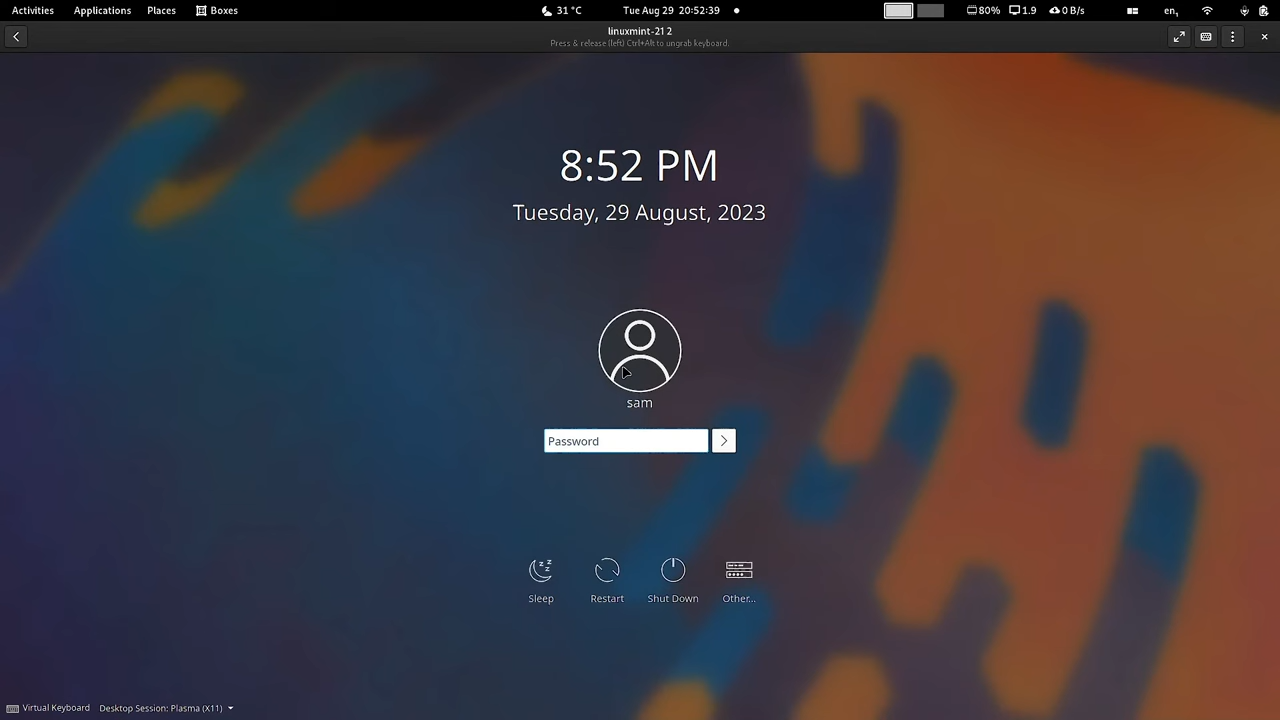 Activities Applications Places Boxes 31 °C Tue Aug 29 20:52:39 80% 1.9 0 B/s en,
linuxmint-21 2
Press & release (left) Ctrl+Alt to ungrab keyboard.
8:52 PM
Tuesday, 29 August, 2023
sam
Password
Sleep Restart Shut Down Other...
Virtual Keyboard Desktop Session: Plasma (X11)